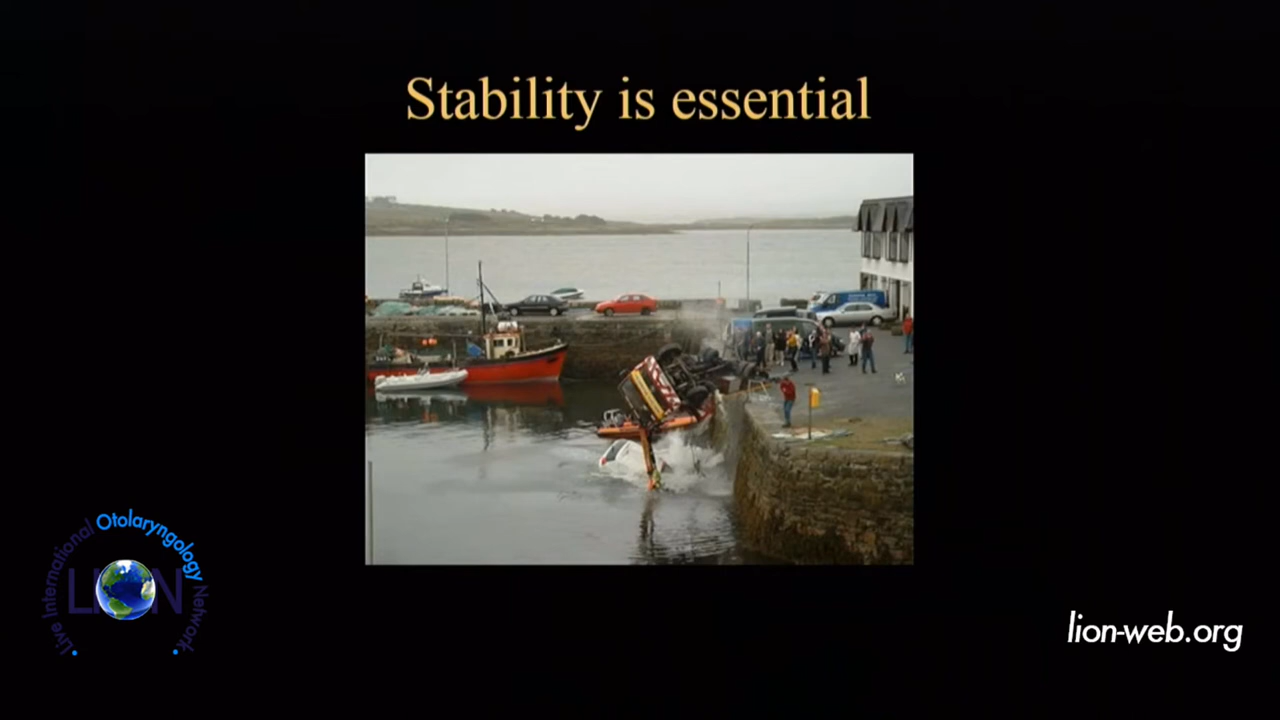 Stability is essential
Live International Otolaryngology Network
LION
lion-web.org